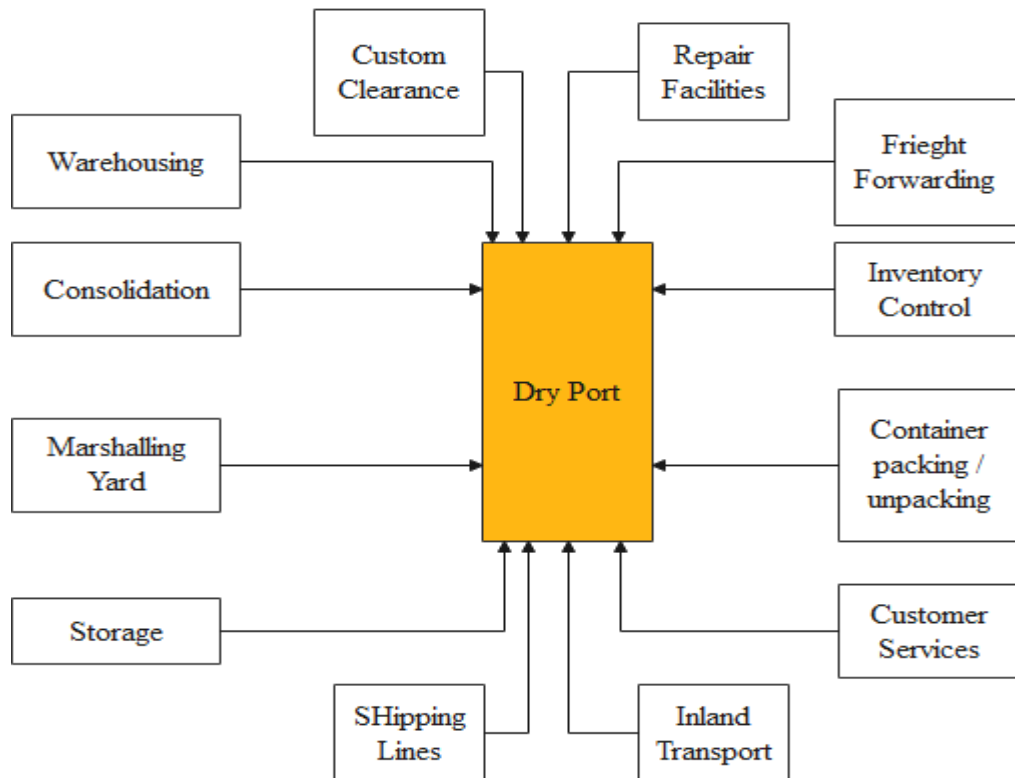 Custom
Clearance
Repair
Facilities
Warehousing
Frieght
Forwarding
Consolidation
Inventory
Control
Dry Port
Marshalling
Yard
Container
packing /
unpacking
Storage
Customer
Services
SHipping
Lines
Inland
Transport